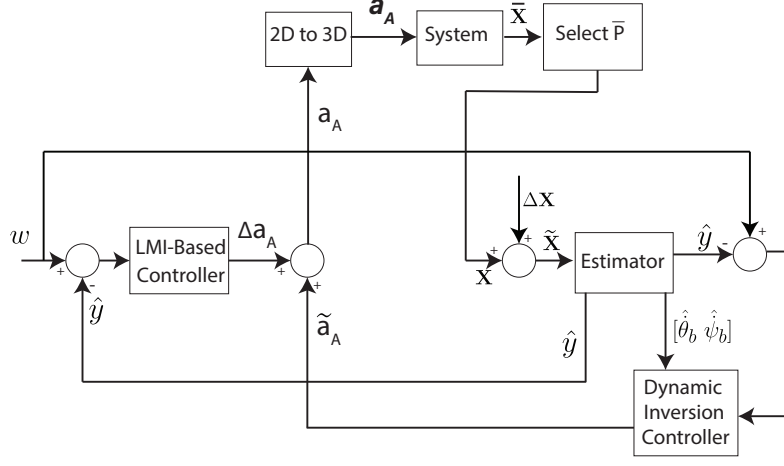 a_A
2D to 3D
System
x̄
Select P̄
a_A
w
+
-
ŷ
LMI-Based
Controller
Δa_A
+
+
ã_A
Δx
+
+
x
x̃
Estimator
ŷ
-
+
ŷ
[θ̇̂_b ψ̇̂_b]
Dynamic
Inversion
Controller